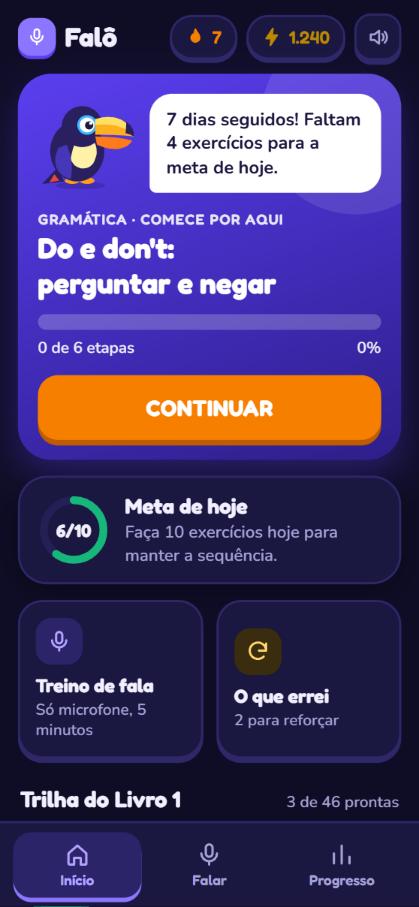 Falô
7
1.240
7 dias seguidos! Faltam
4 exercícios para a
meta de hoje.
GRAMÁTICA · COMECE POR AQUI
Do e don't:
perguntar e negar
0 de 6 etapas
0%
CONTINUAR
6/10
Meta de hoje
Faça 10 exercícios hoje para
manter a sequência.
Treino de fala
Só microfone, 5
minutos
O que errei
2 para reforçar
Trilha do Livro 1
3 de 46 prontas
Início
Falar
Progresso